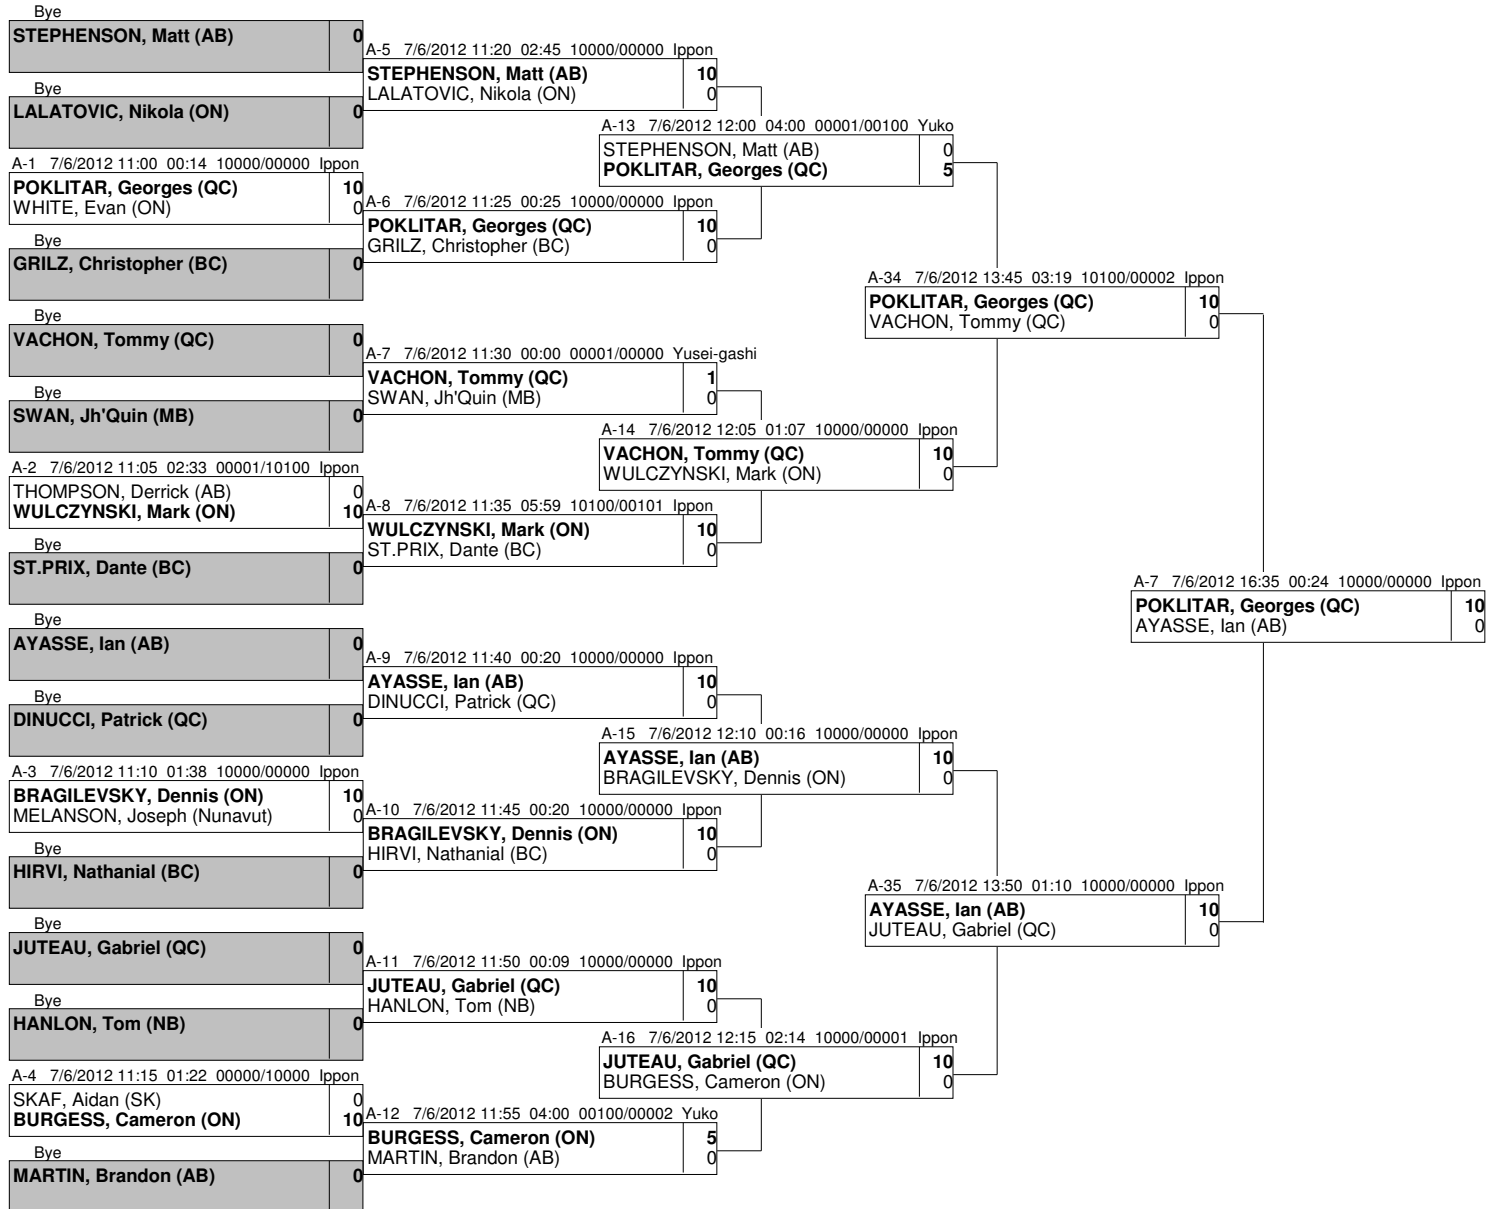 Bye
STEPHENSON, Matt (AB) 0
Bye
LALATOVIC, Nikola (ON) 0
A-1 7/6/2012 11:00 00:14 10000/00000 Ippon
POKLITAR, Georges (QC) 10
WHITE, Evan (ON) 0
Bye
GRILZ, Christopher (BC) 0
Bye
VACHON, Tommy (QC) 0
Bye
SWAN, Jh'Quin (MB) 0
A-2 7/6/2012 11:05 02:33 00001/10100 Ippon
THOMPSON, Derrick (AB) 0
WULCZYNSKI, Mark (ON) 10
Bye
ST.PRIX, Dante (BC) 0
Bye
AYASSE, Ian (AB) 0
Bye
DINUCCI, Patrick (QC) 0
A-3 7/6/2012 11:10 01:38 10000/00000 Ippon
BRAGILEVSKY, Dennis (ON) 10
MELANSON, Joseph (Nunavut) 0
Bye
HIRVI, Nathanial (BC) 0
Bye
JUTEAU, Gabriel (QC) 0
Bye
HANLON, Tom (NB) 0
A-4 7/6/2012 11:15 01:22 00000/10000 Ippon
SKAF, Aidan (SK) 0
BURGESS, Cameron (ON) 10
Bye
MARTIN, Brandon (AB) 0
A-5 7/6/2012 11:20 02:45 10000/00000 Ippon
STEPHENSON, Matt (AB) 10
LALATOVIC, Nikola (ON) 0
A-6 7/6/2012 11:25 00:25 10000/00000 Ippon
POKLITAR, Georges (QC) 10
GRILZ, Christopher (BC) 0
A-7 7/6/2012 11:30 00:00 00001/00000 Yusei-gashi
VACHON, Tommy (QC) 1
SWAN, Jh'Quin (MB) 0
A-8 7/6/2012 11:35 05:59 10100/00101 Ippon
WULCZYNSKI, Mark (ON) 10
ST.PRIX, Dante (BC) 0
A-9 7/6/2012 11:40 00:20 10000/00000 Ippon
AYASSE, Ian (AB) 10
DINUCCI, Patrick (QC) 0
A-10 7/6/2012 11:45 00:20 10000/00000 Ippon
BRAGILEVSKY, Dennis (ON) 10
HIRVI, Nathanial (BC) 0
A-11 7/6/2012 11:50 00:09 10000/00000 Ippon
JUTEAU, Gabriel (QC) 10
HANLON, Tom (NB) 0
A-12 7/6/2012 11:55 04:00 00100/00002 Yuko
BURGESS, Cameron (ON) 5
MARTIN, Brandon (AB) 0
A-13 7/6/2012 12:00 04:00 00001/00100 Yuko
STEPHENSON, Matt (AB) 0
POKLITAR, Georges (QC) 5
A-14 7/6/2012 12:05 01:07 10000/00000 Ippon
VACHON, Tommy (QC) 10
WULCZYNSKI, Mark (ON) 0
A-15 7/6/2012 12:10 00:16 10000/00000 Ippon
AYASSE, Ian (AB) 10
BRAGILEVSKY, Dennis (ON) 0
A-16 7/6/2012 12:15 02:14 10000/00001 Ippon
JUTEAU, Gabriel (QC) 10
BURGESS, Cameron (ON) 0
A-34 7/6/2012 13:45 03:19 10100/00002 Ippon
POKLITAR, Georges (QC) 10
VACHON, Tommy (QC) 0
A-35 7/6/2012 13:50 01:10 10000/00000 Ippon
AYASSE, Ian (AB) 10
JUTEAU, Gabriel (QC) 0
A-7 7/6/2012 16:35 00:24 10000/00000 Ippon
POKLITAR, Georges (QC) 10
AYASSE, Ian (AB) 0